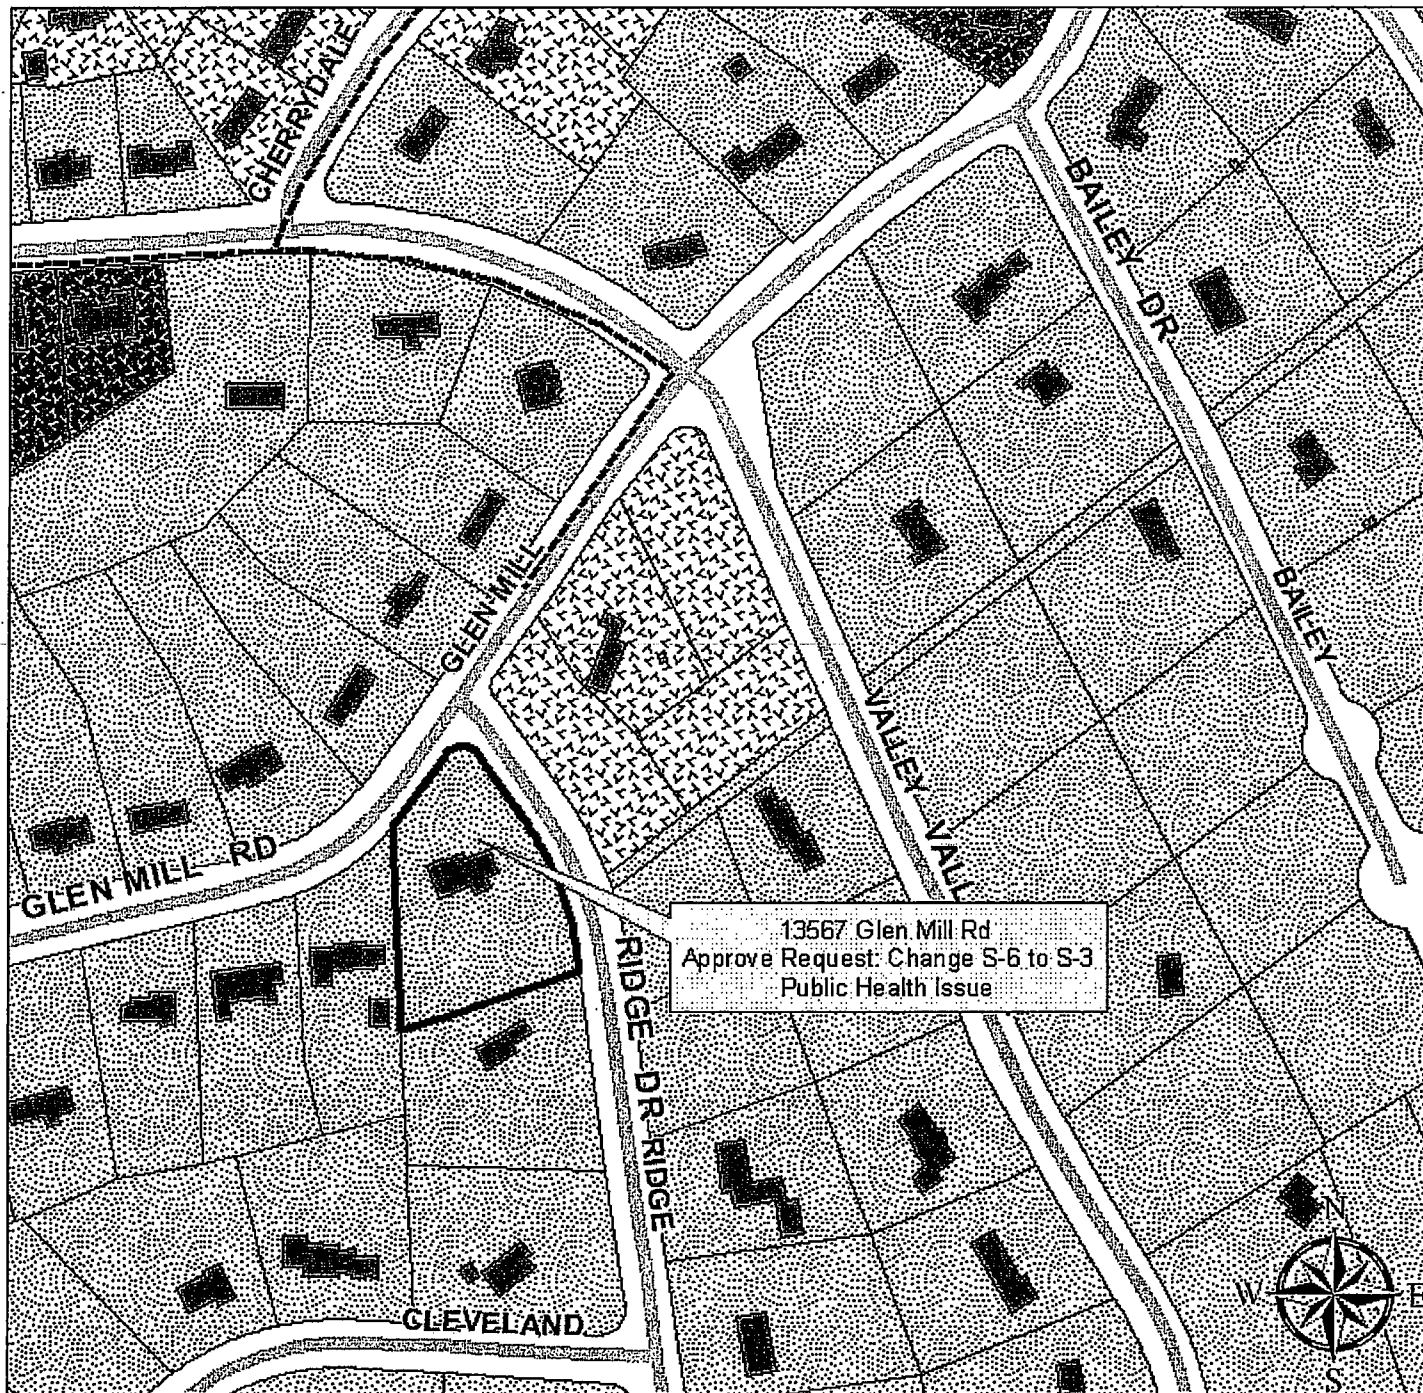 CHERRYDALE
BAILEY DR
GLEN MILL
BAILEY
VALLEY VALL
GLEN MILL RD
13567 Glen Mill Rd
Approve Request: Change S-6 to S-3
Public Health Issue
RIDGE DR RIDGE
CLEVELAND
N
W
E
S